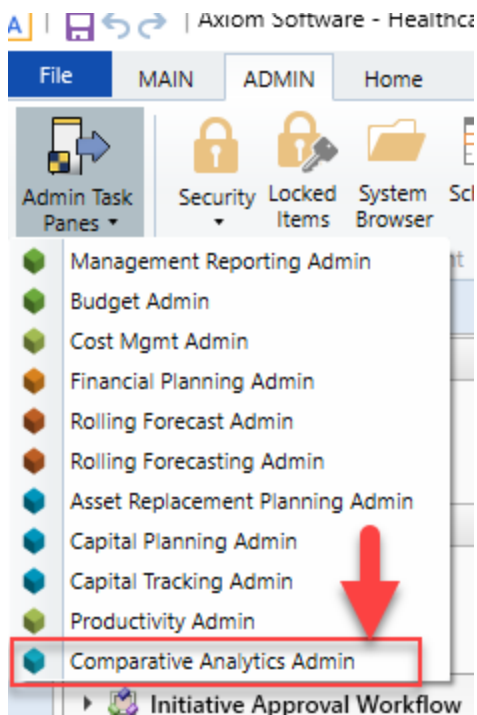 A
Axiom Software - Healthca
File MAIN ADMIN Home
Admin Task Panes
Security
Locked Items
System Browser
Sc
Management Reporting Admin
Budget Admin
Cost Mgmt Admin
Financial Planning Admin
Rolling Forecast Admin
Rolling Forecasting Admin
Asset Replacement Planning Admin
Capital Planning Admin
Capital Tracking Admin
Productivity Admin
Comparative Analytics Admin
Initiative Approval Workflow